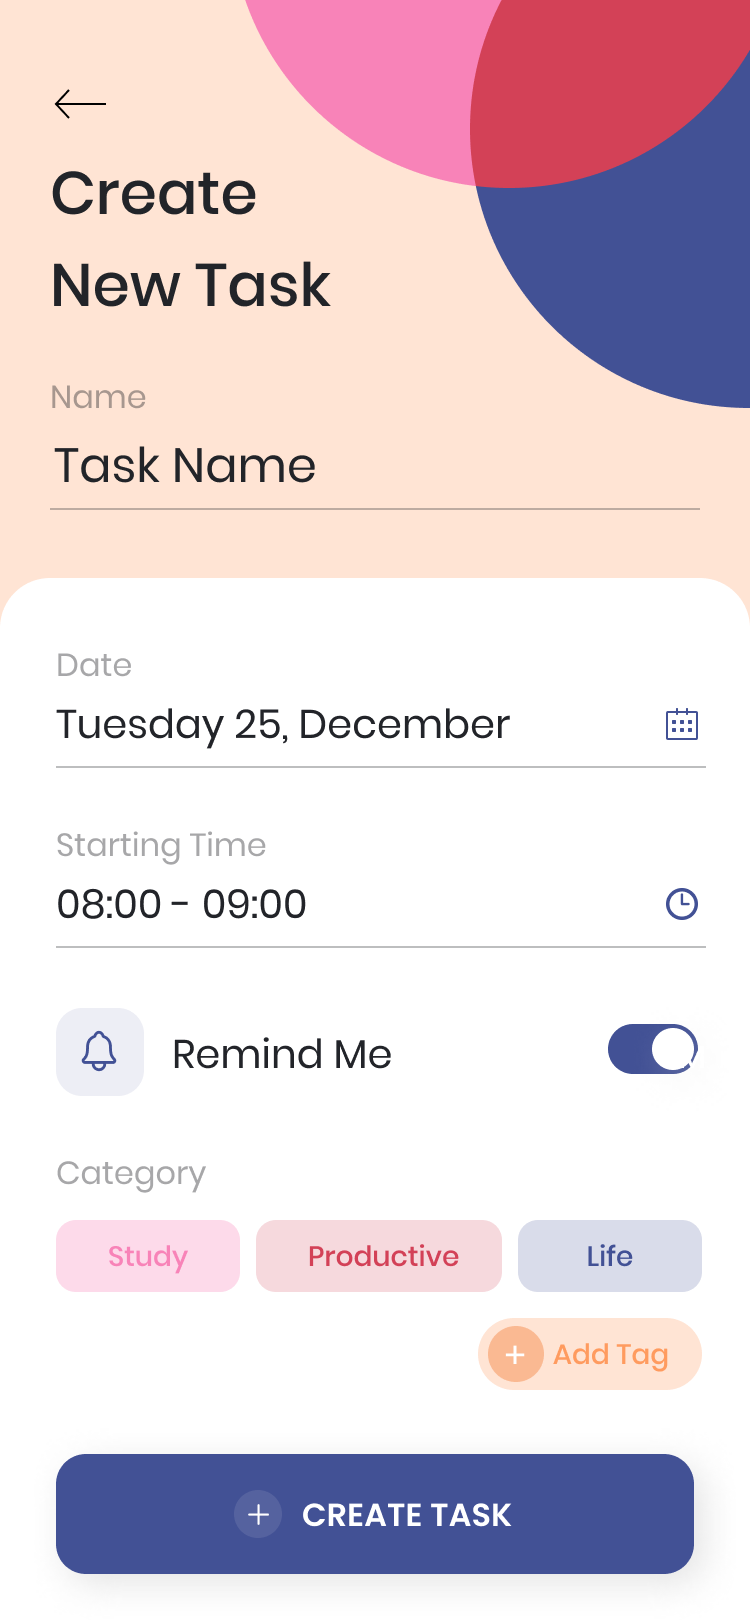 Create
New Task
Name
Task Name
Date
Tuesday 25, December
Starting Time
08:00 - 09:00
Remind Me
Category
Study Productive Life
+ Add Tag
+ CREATE TASK